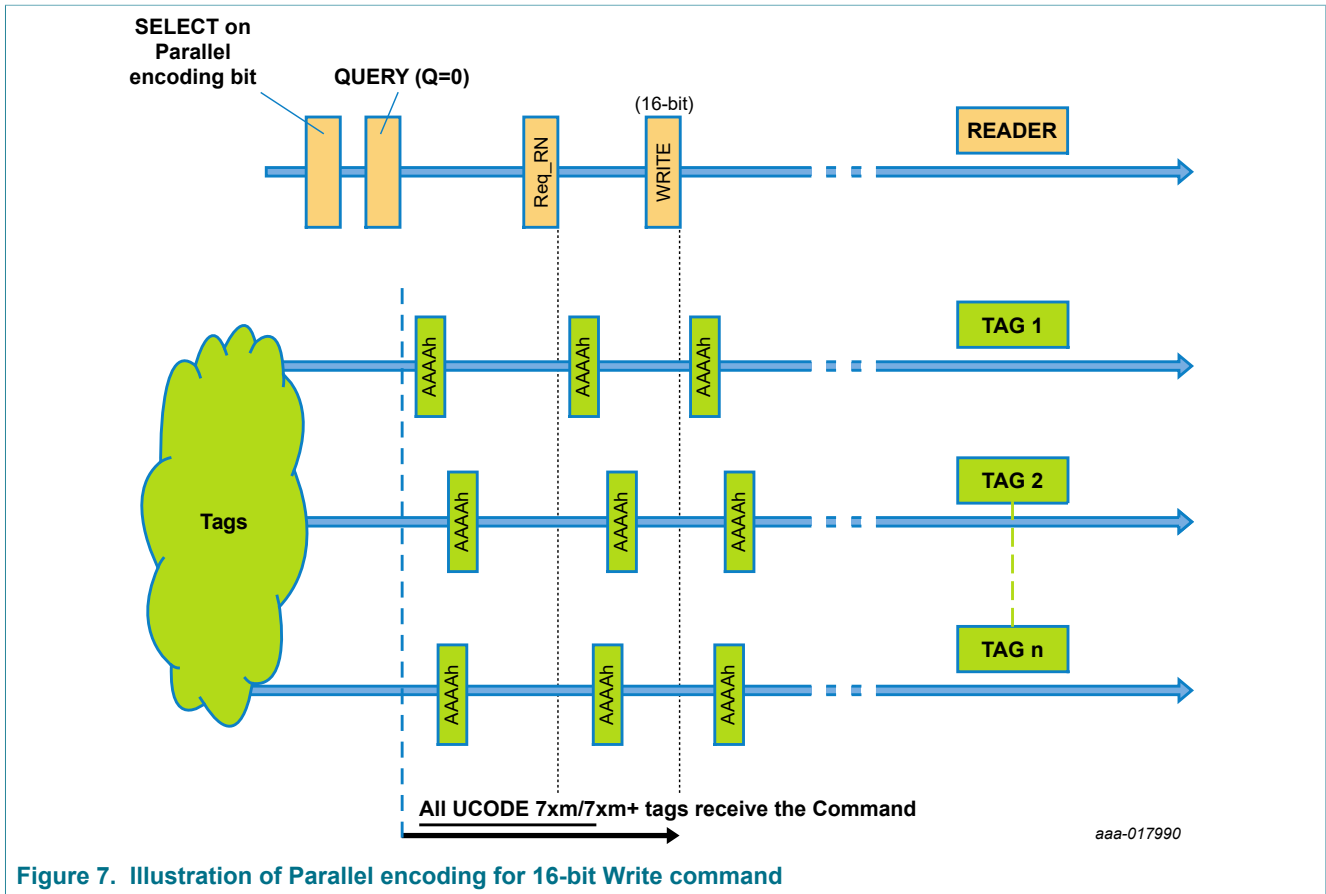 SELECT on
Parallel
encoding bit
QUERY (Q=0)
(16-bit)
READER
Req_RN
WRITE
TAG 1
AAAAh
AAAAh
AAAAh
TAG 2
AAAAh
AAAAh
AAAAh
Tags
TAG n
AAAAh
AAAAh
AAAAh
All UCODE 7xm/7xm+ tags receive the Command
aaa-017990
Figure 7. Illustration of Parallel encoding for 16-bit Write command